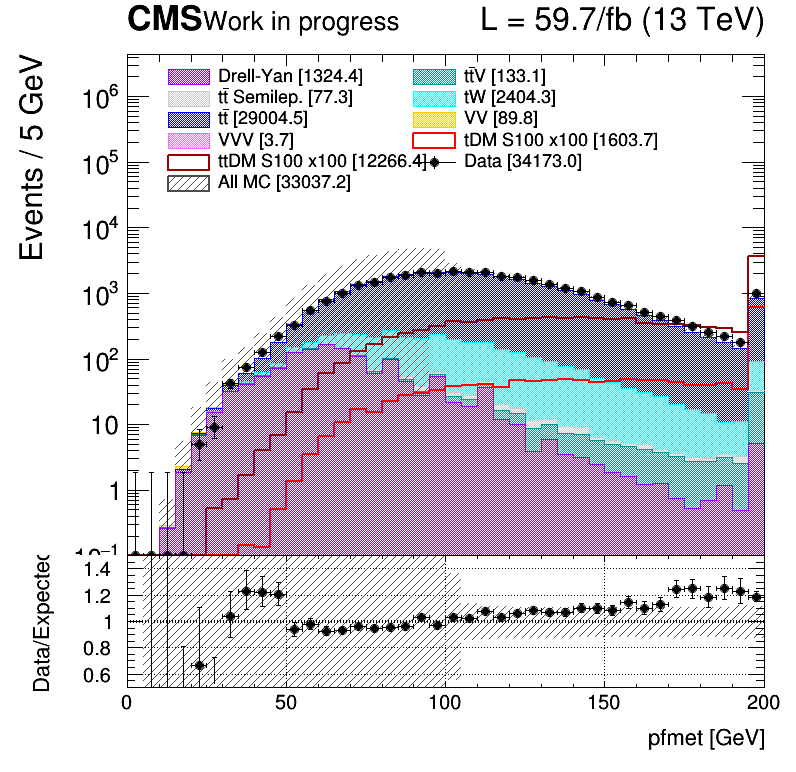 CMS Work in progress L = 59.7/fb (13 TeV)
Events / 5 GeV
Drell-Yan [1324.4] tt̄V [133.1]
tt̄ Semilep. [77.3] tW [2404.3]
tt̄ [29004.5] VV [89.8]
VVV [3.7] tDM S100 x100 [1603.7]
ttDM S100 x100 [12266.4] Data [34173.0]
All MC [33037.2]
10⁶
10⁵
10⁴
10³
10²
10
1
10⁻¹
Data/Expected
1.4
1.2
1
0.8
0.6
0 50 100 150 200
pfmet [GeV]